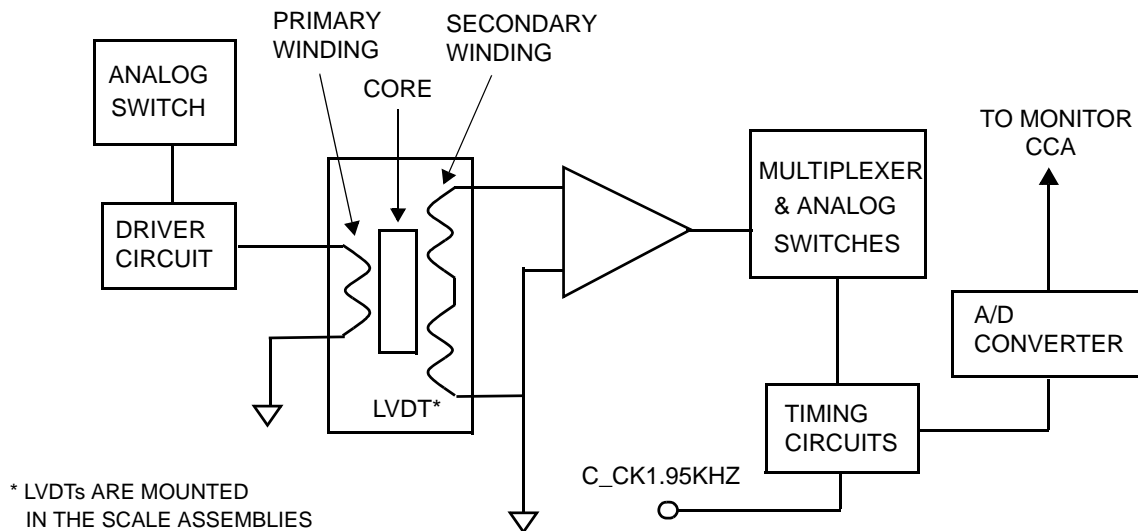 PRIMARY
WINDING
SECONDARY
WINDING
ANALOG
SWITCH
CORE
TO MONITOR
CCA
MULTIPLEXER
& ANALOG
SWITCHES
DRIVER
CIRCUIT
A/D
CONVERTER
LVDT*
TIMING
CIRCUITS
C_CK1.95KHZ
* LVDTs ARE MOUNTED
IN THE SCALE ASSEMBLIES